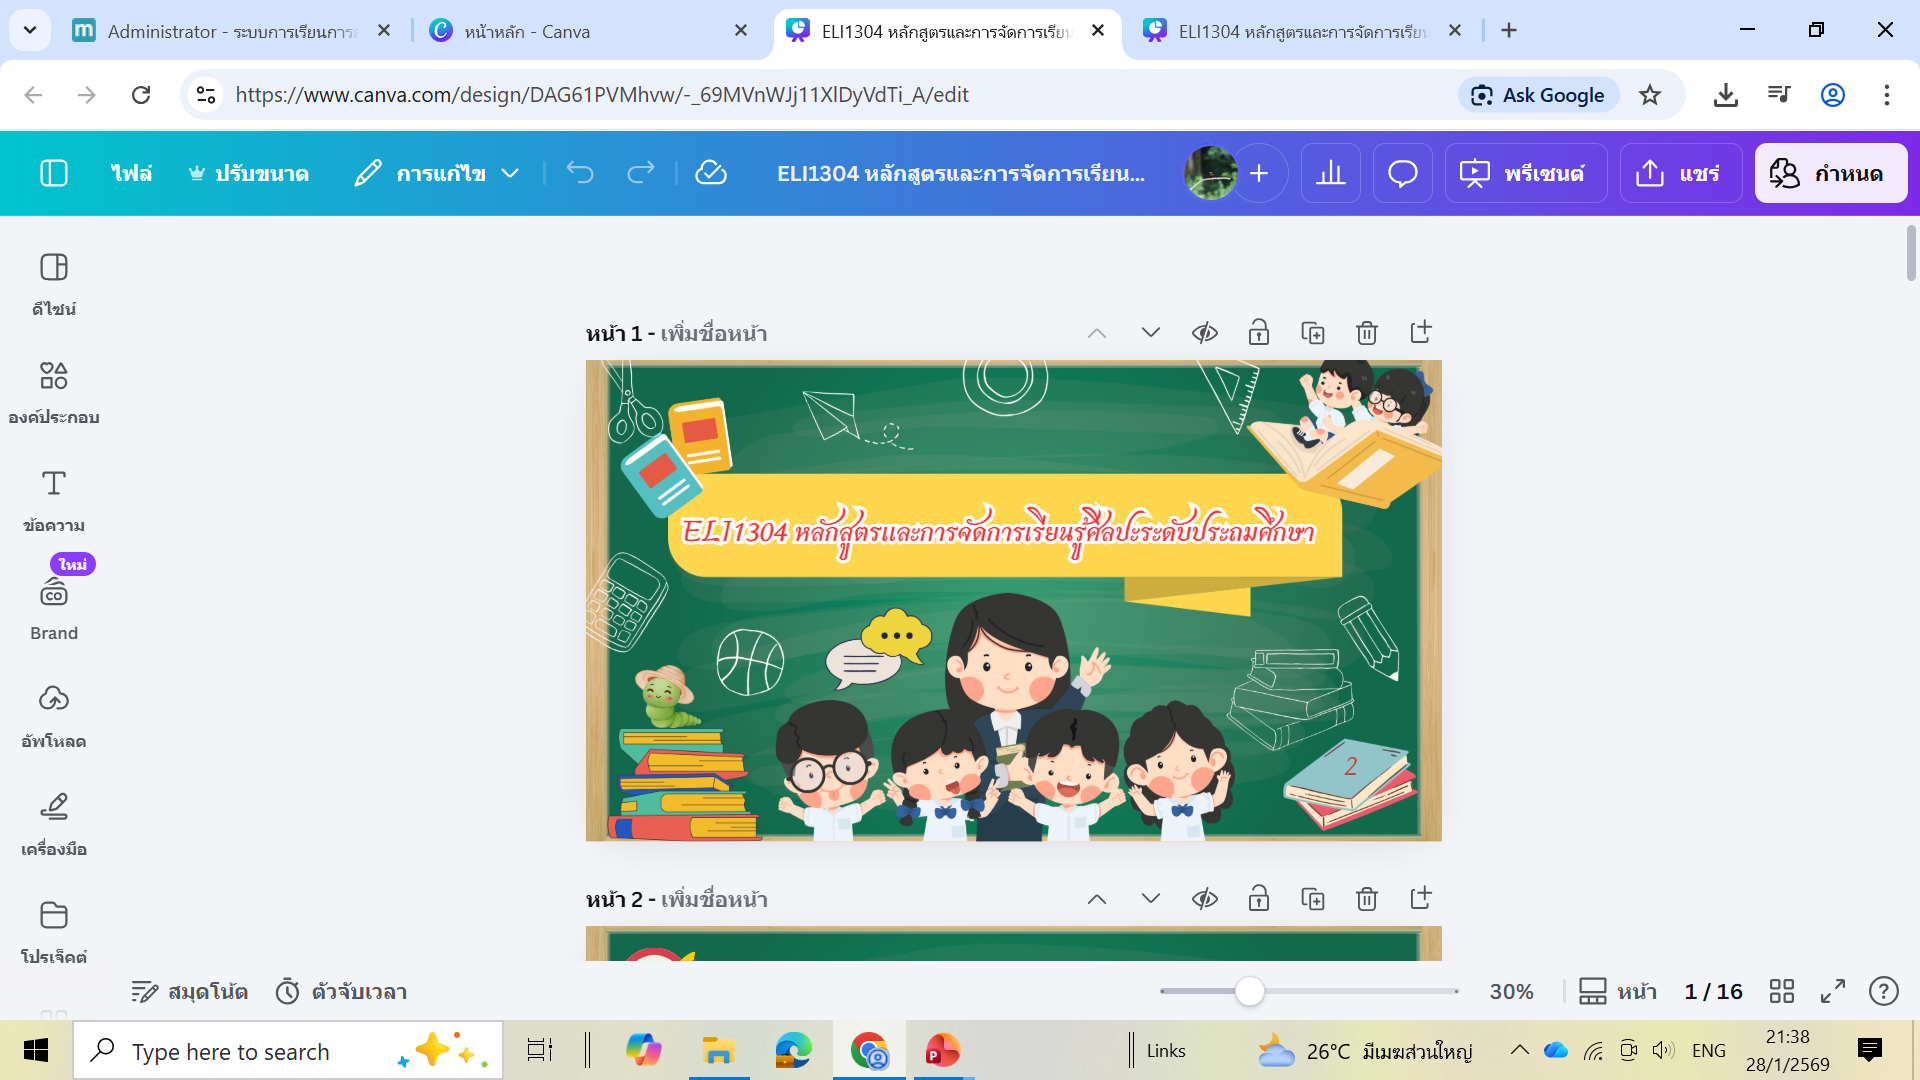 Administrator - ระบบการเรียนการส
หน้าหลัก - Canva
ELI1304 หลักสูตรและการจัดการเรียน
ELI1304 หลักสูตรและการจัดการเรียน
https://www.canva.com/design/DAG61PVMhvw/-_69MVnWJj11XlDyVdTi_A/edit
Ask Google
ไฟล์
ปรับขนาด
การแก้ไข
ELI1304 หลักสูตรและการจัดการเรียน...
พรีเซนต์
แชร์
กำหนด
ดีไซน์
องค์ประกอบ
ข้อความ
ใหม่
Brand
อัพโหลด
เครื่องมือ
โปรเจ็คต์
หน้า 1 - เพิ่มชื่อหน้า
ELI1304 หลักสูตรและการจัดการเรียนรู้ศิลปะระดับประถมศึกษา
2
หน้า 2 - เพิ่มชื่อหน้า
สมุดโน้ต
ตัวจับเวลา
30%
หน้า
1 / 16
Type here to search
Links
26°C มีเมฆส่วนใหญ่
ENG
21:38
28/1/2569